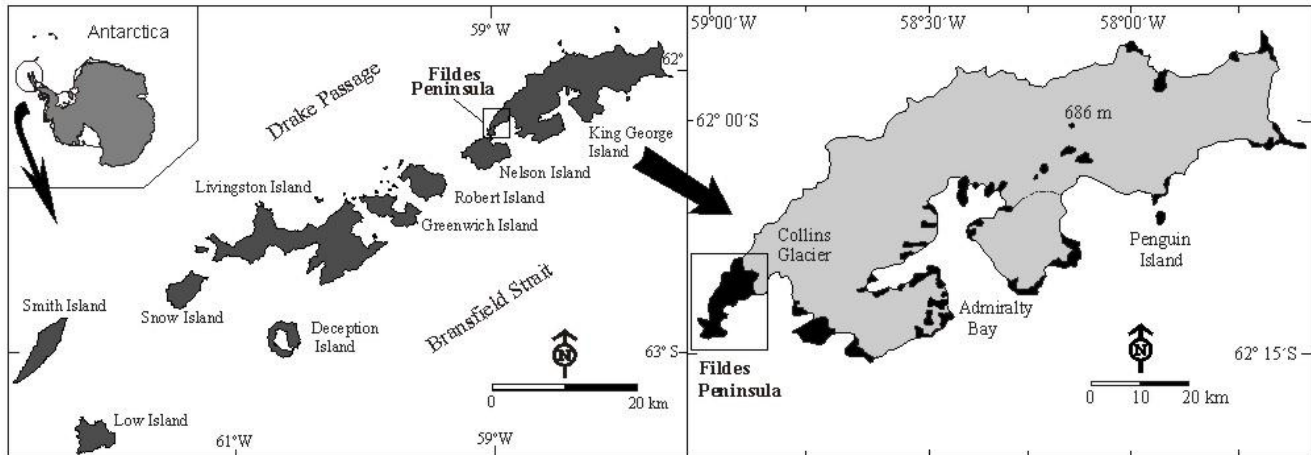 Antarctica
59° W
62°
Drake Passage
Fildes
Peninsula
King George
Island
Nelson Island
Livingston Island
Robert Island
Greenwich Island
Smith Island
Snow Island
Deception
Island
Bransfield Strait
N
63° S
0
20 km
Low Island
61°W
59°W
59°00'W
58°30'W
58°00'W
686 m
62° 00'S
Collins
Glacier
Penguin
Island
Admiralty
Bay
N
62° 15'S
Fildes
Peninsula
0 10 20 km